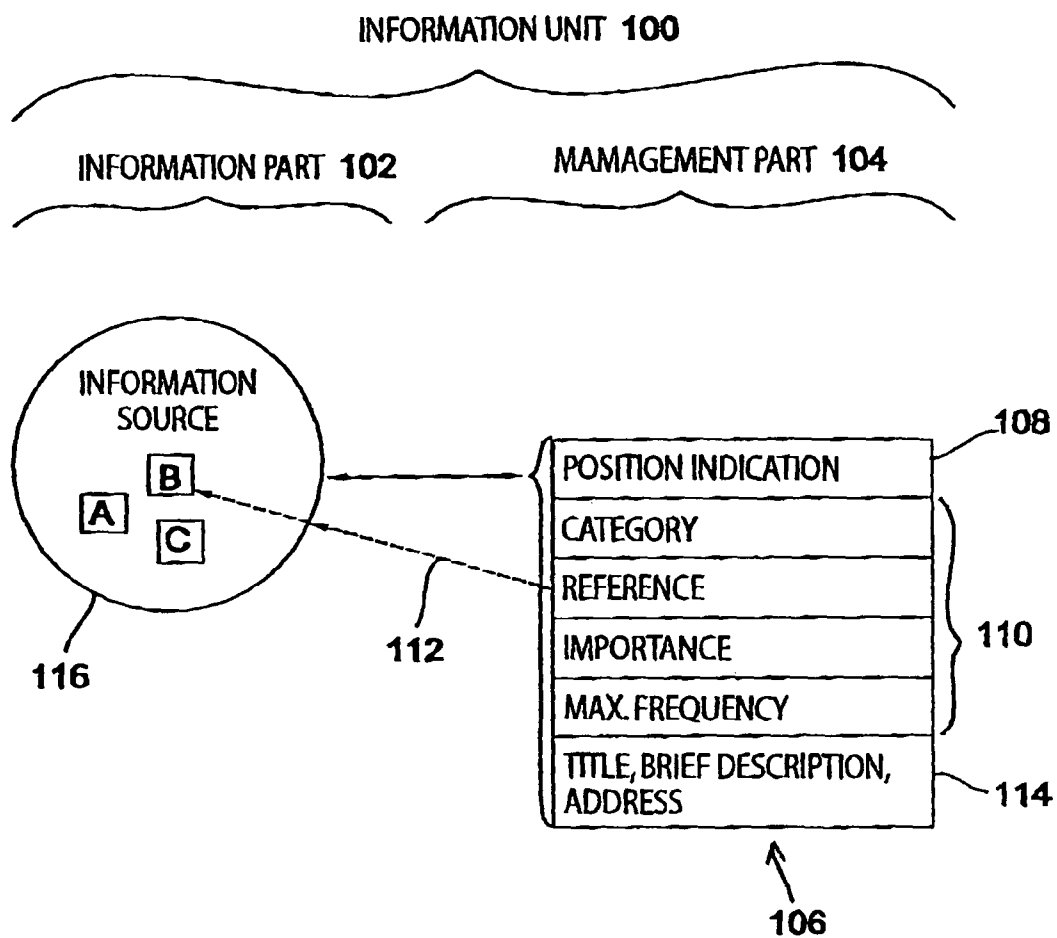 INFORMATION UNIT 100
INFORMATION PART 102
MAMAGEMENT PART 104
INFORMATION
SOURCE
B
A
C
116
112
POSITION INDICATION
CATEGORY
REFERENCE
IMPORTANCE
MAX. FREQUENCY
TITLE, BRIEF DESCRIPTION,
ADDRESS
108
110
114
106